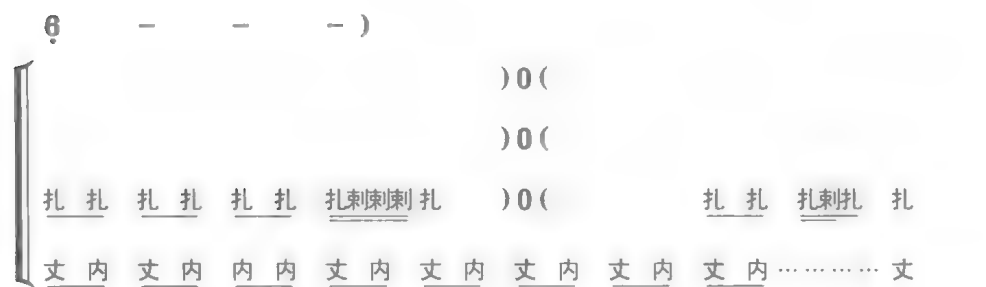 6 – – – )
) 0 (
) 0 (
扎 扎 扎 扎 扎 扎 扎刺刺刺 扎 ) 0 ( 扎 扎 扎刺扎 扎
丈 内 丈 内 内 内 丈 内 丈 内 丈 内 丈 内 丈 内 ………… 丈